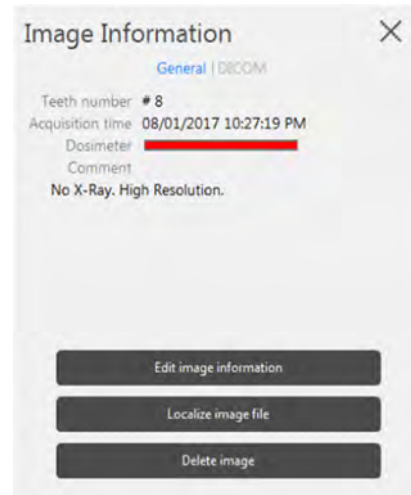 Image Information
General | DICOM
Teeth number # 8
Acquisition time 08/01/2017 10:27:19 PM
Dosimeter
Comment
No X-Ray. High Resolution.
Edit image information
Localize image file
Delete image